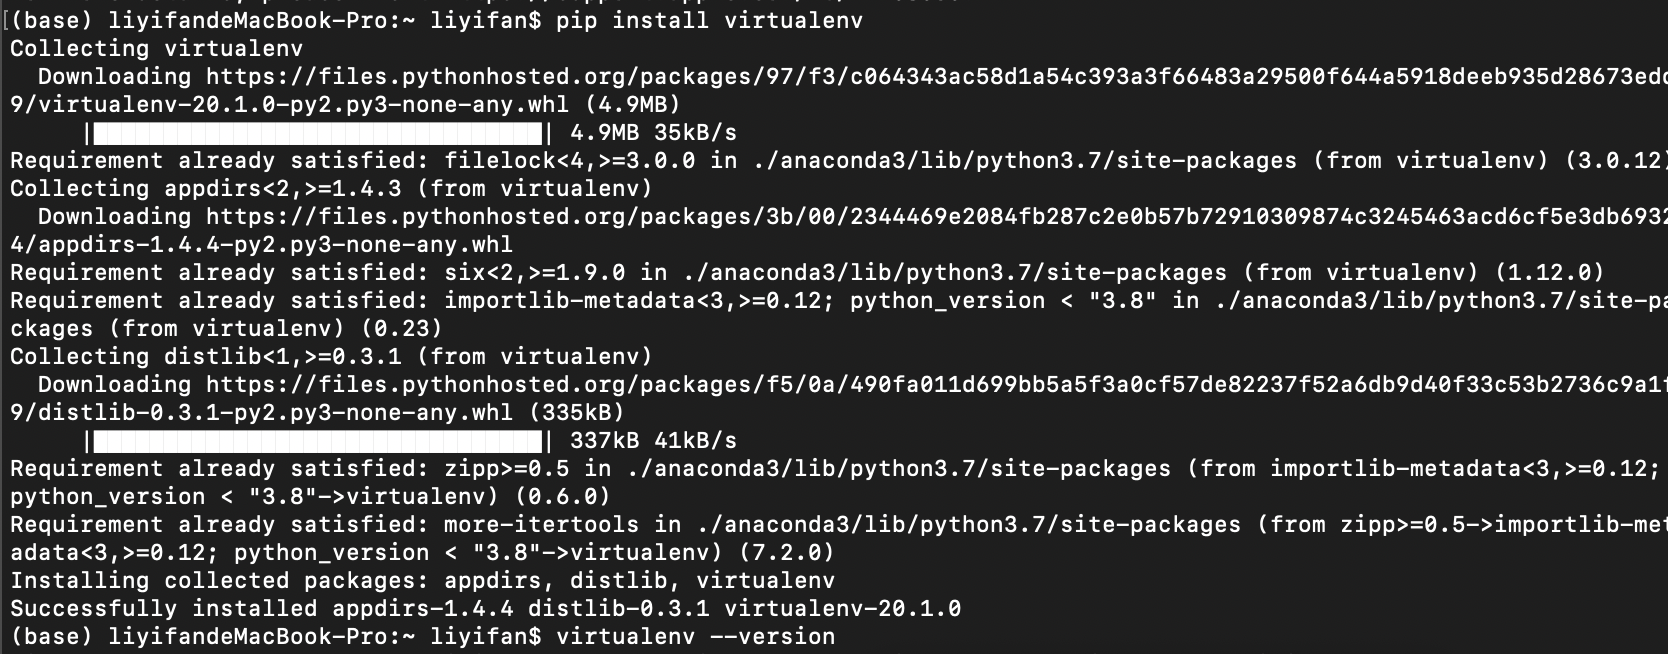 [(base) liyifandeMacBook-Pro:~ liyifan$ pip install virtualenv
Collecting virtualenv
  Downloading https://files.pythonhosted.org/packages/97/f3/c064343ac58d1a54c393a3f66483a29500f644a5918deeb935d28673edd
9/virtualenv-20.1.0-py2.py3-none-any.whl (4.9MB)
     |████████████████████████████████| 4.9MB 35kB/s
Requirement already satisfied: filelock<4,>=3.0.0 in ./anaconda3/lib/python3.7/site-packages (from virtualenv) (3.0.12)
Collecting appdirs<2,>=1.4.3 (from virtualenv)
  Downloading https://files.pythonhosted.org/packages/3b/00/2344469e2084fb287c2e0b57b72910309874c3245463acd6cf5e3db6932
4/appdirs-1.4.4-py2.py3-none-any.whl
Requirement already satisfied: six<2,>=1.9.0 in ./anaconda3/lib/python3.7/site-packages (from virtualenv) (1.12.0)
Requirement already satisfied: importlib-metadata<3,>=0.12; python_version < "3.8" in ./anaconda3/lib/python3.7/site-pa
ckages (from virtualenv) (0.23)
Collecting distlib<1,>=0.3.1 (from virtualenv)
  Downloading https://files.pythonhosted.org/packages/f5/0a/490fa011d699bb5a5f3a0cf57de82237f52a6db9d40f33c53b2736c9a1f
9/distlib-0.3.1-py2.py3-none-any.whl (335kB)
     |████████████████████████████████| 337kB 41kB/s
Requirement already satisfied: zipp>=0.5 in ./anaconda3/lib/python3.7/site-packages (from importlib-metadata<3,>=0.12;
python_version < "3.8"->virtualenv) (0.6.0)
Requirement already satisfied: more-itertools in ./anaconda3/lib/python3.7/site-packages (from zipp>=0.5->importlib-met
adata<3,>=0.12; python_version < "3.8"->virtualenv) (7.2.0)
Installing collected packages: appdirs, distlib, virtualenv
Successfully installed appdirs-1.4.4 distlib-0.3.1 virtualenv-20.1.0
(base) liyifandeMacBook-Pro:~ liyifan$ virtualenv --version